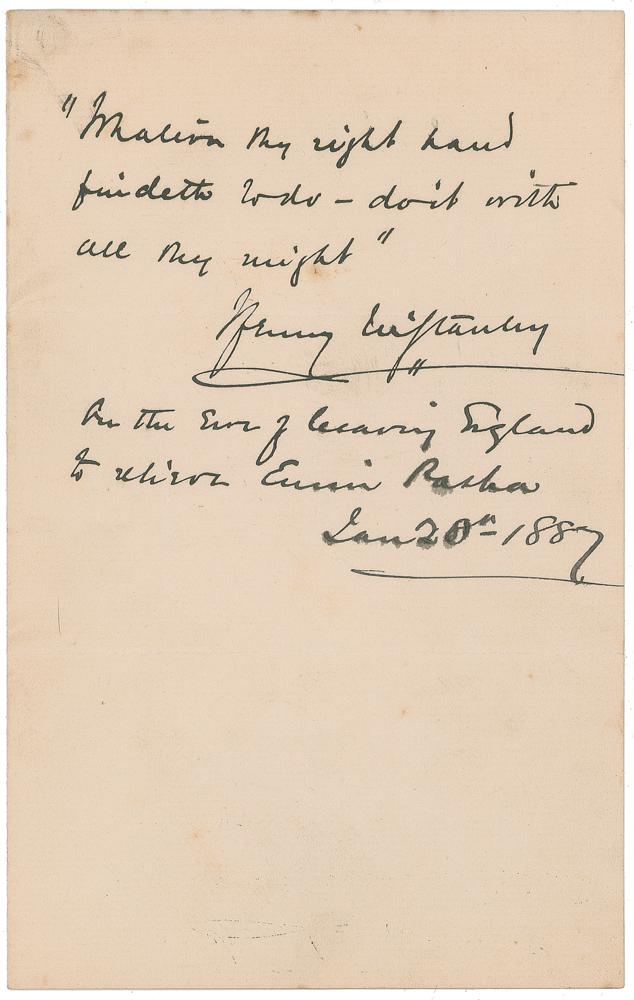 "Whatever thy right hand
findeth to do – do it with
all thy might"
Henry M Stanley
On the Eve of leaving England
to relieve Emin Pasha
Jan 20th 1887